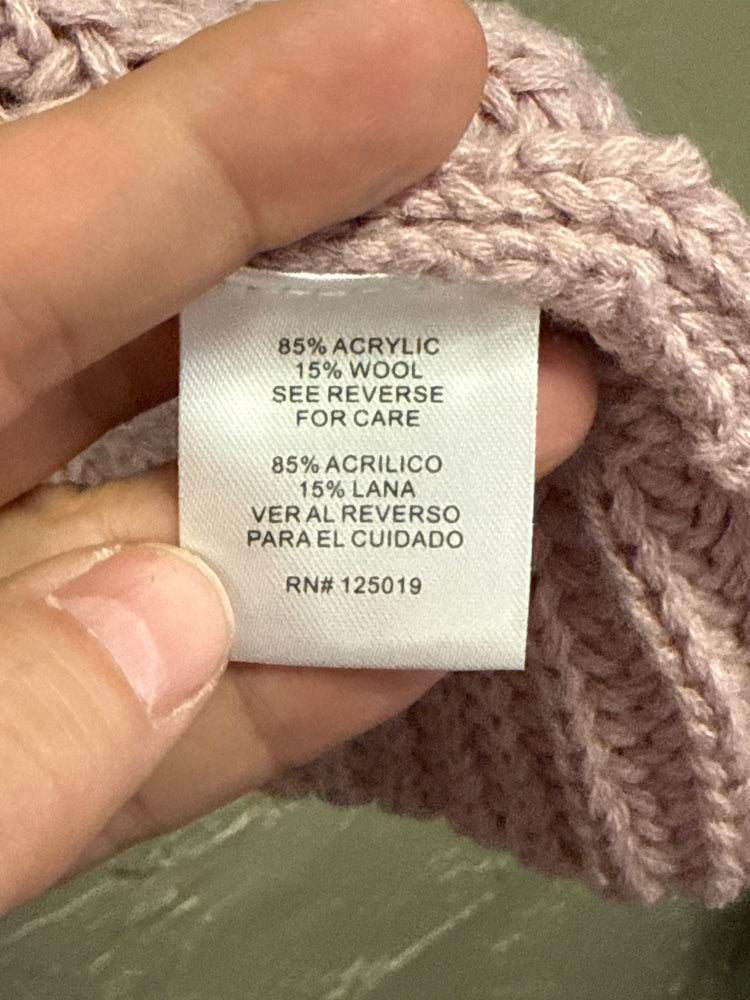 85% ACRYLIC
15% WOOL
SEE REVERSE
FOR CARE
85% ACRILICO
15% LANA
VER AL REVERSO
PARA EL CUIDADO
RN# 125019